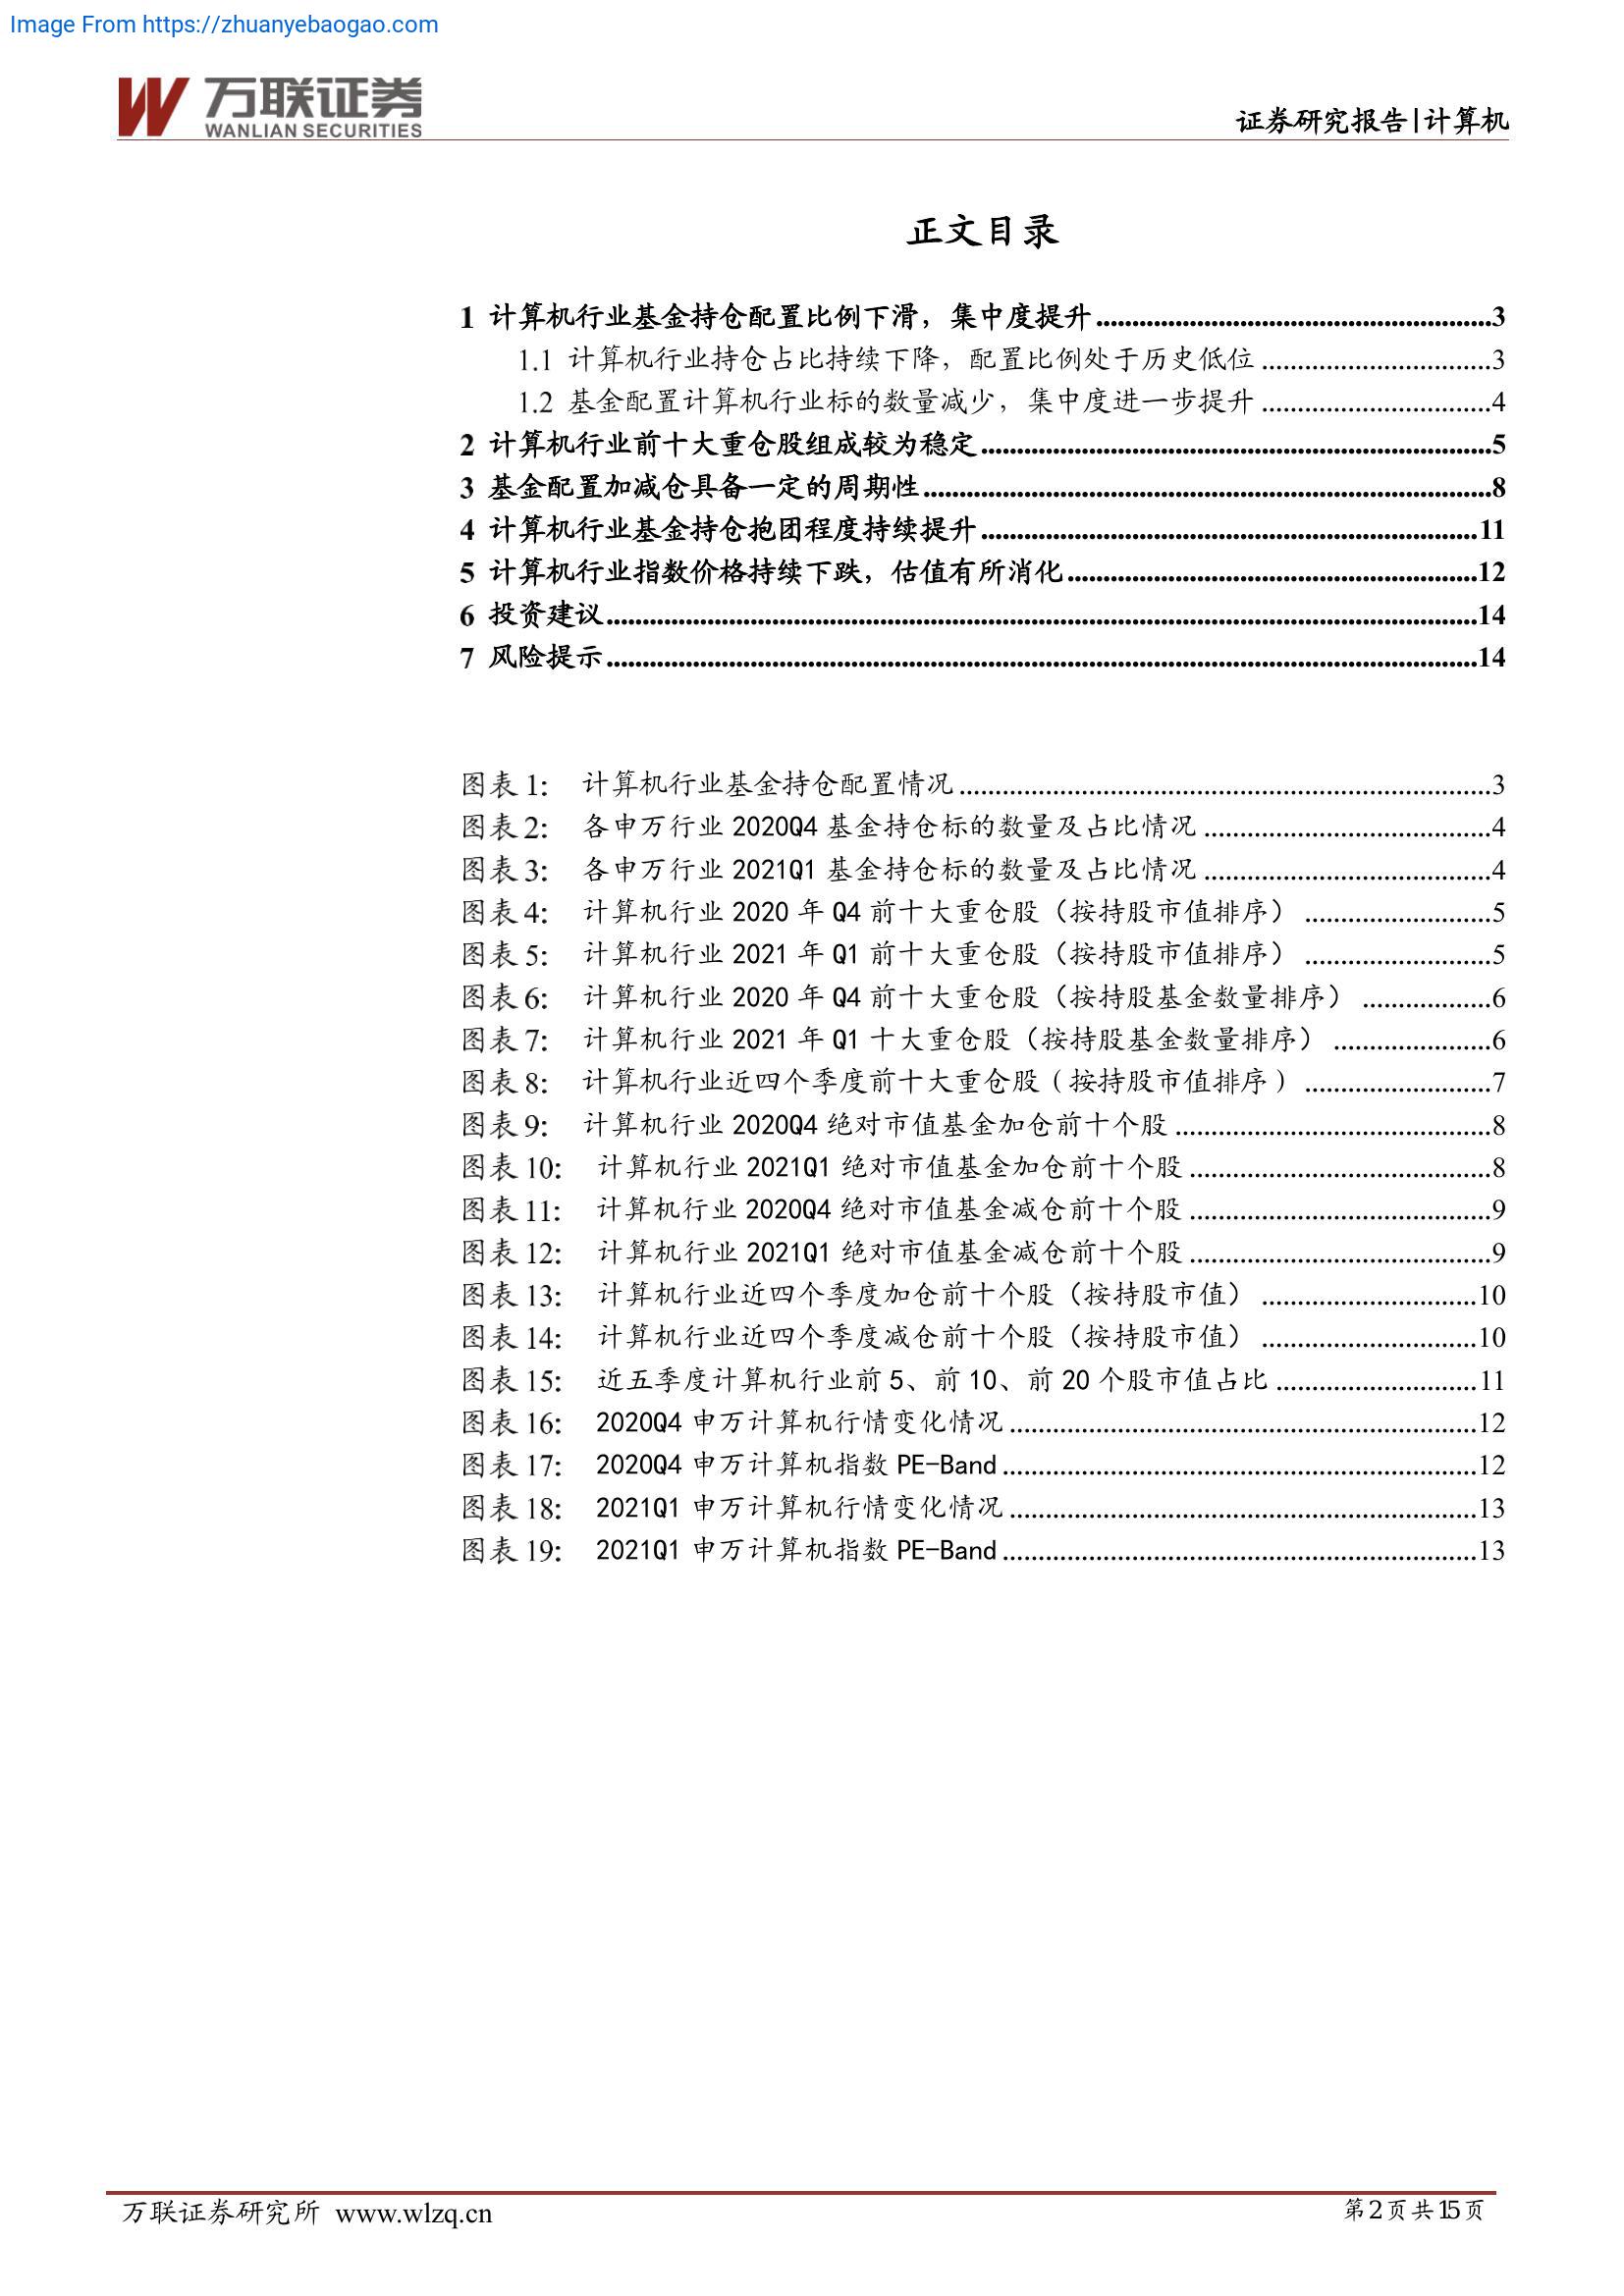 Image From https://zhuanyebaogao.com
万联证券
WANLIAN SECURITIES
证券研究报告|计算机
正文目录
1 计算机行业基金持仓配置比例下滑，集中度提升........................................................3
1.1 计算机行业持仓占比持续下降，配置比例处于历史低位................................3
1.2 基金配置计算机行业标的数量减少，集中度进一步提升................................4
2 计算机行业前十大重仓股组成较为稳定........................................................................5
3 基金配置加减仓具备一定的周期性................................................................................8
4 计算机行业基金持仓抱团程度持续提升......................................................................11
5 计算机行业指数价格持续下跌，估值有所消化..........................................................12
6 投资建议..........................................................................................................................14
7 风险提示..........................................................................................................................14
图表 1： 计算机行业基金持仓配置情况...........................................................................3
图表 2： 各申万行业 2020Q4 基金持仓标的数量及占比情况........................................4
图表 3： 各申万行业 2021Q1 基金持仓标的数量及占比情况........................................4
图表 4： 计算机行业 2020 年 Q4 前十大重仓股（按持股市值排序）..........................5
图表 5： 计算机行业 2021 年 Q1 前十大重仓股（按持股市值排序）..........................5
图表 6： 计算机行业 2020 年 Q4 前十大重仓股（按持股基金数量排序）..................6
图表 7： 计算机行业 2021 年 Q1 十大重仓股（按持股基金数量排序）......................6
图表 8： 计算机行业近四个季度前十大重仓股（按持股市值排序）..........................7
图表 9： 计算机行业 2020Q4 绝对市值基金加仓前十个股............................................8
图表 10： 计算机行业 2021Q1 绝对市值基金加仓前十个股..........................................8
图表 11： 计算机行业 2020Q4 绝对市值基金减仓前十个股..........................................9
图表 12： 计算机行业 2021Q1 绝对市值基金减仓前十个股..........................................9
图表 13： 计算机行业近四个季度加仓前十个股（按持股市值）..............................10
图表 14： 计算机行业近四个季度减仓前十个股（按持股市值）..............................10
图表 15： 近五季度计算机行业前 5、前 10、前 20 个股市值占比............................11
图表 16： 2020Q4 申万计算机行情变化情况..................................................................12
图表 17： 2020Q4 申万计算机指数 PE-Band...................................................................12
图表 18： 2021Q1 申万计算机行情变化情况..................................................................13
图表 19： 2021Q1 申万计算机指数 PE-Band...................................................................13
万联证券研究所 www.wlzq.cn
第2页共15页